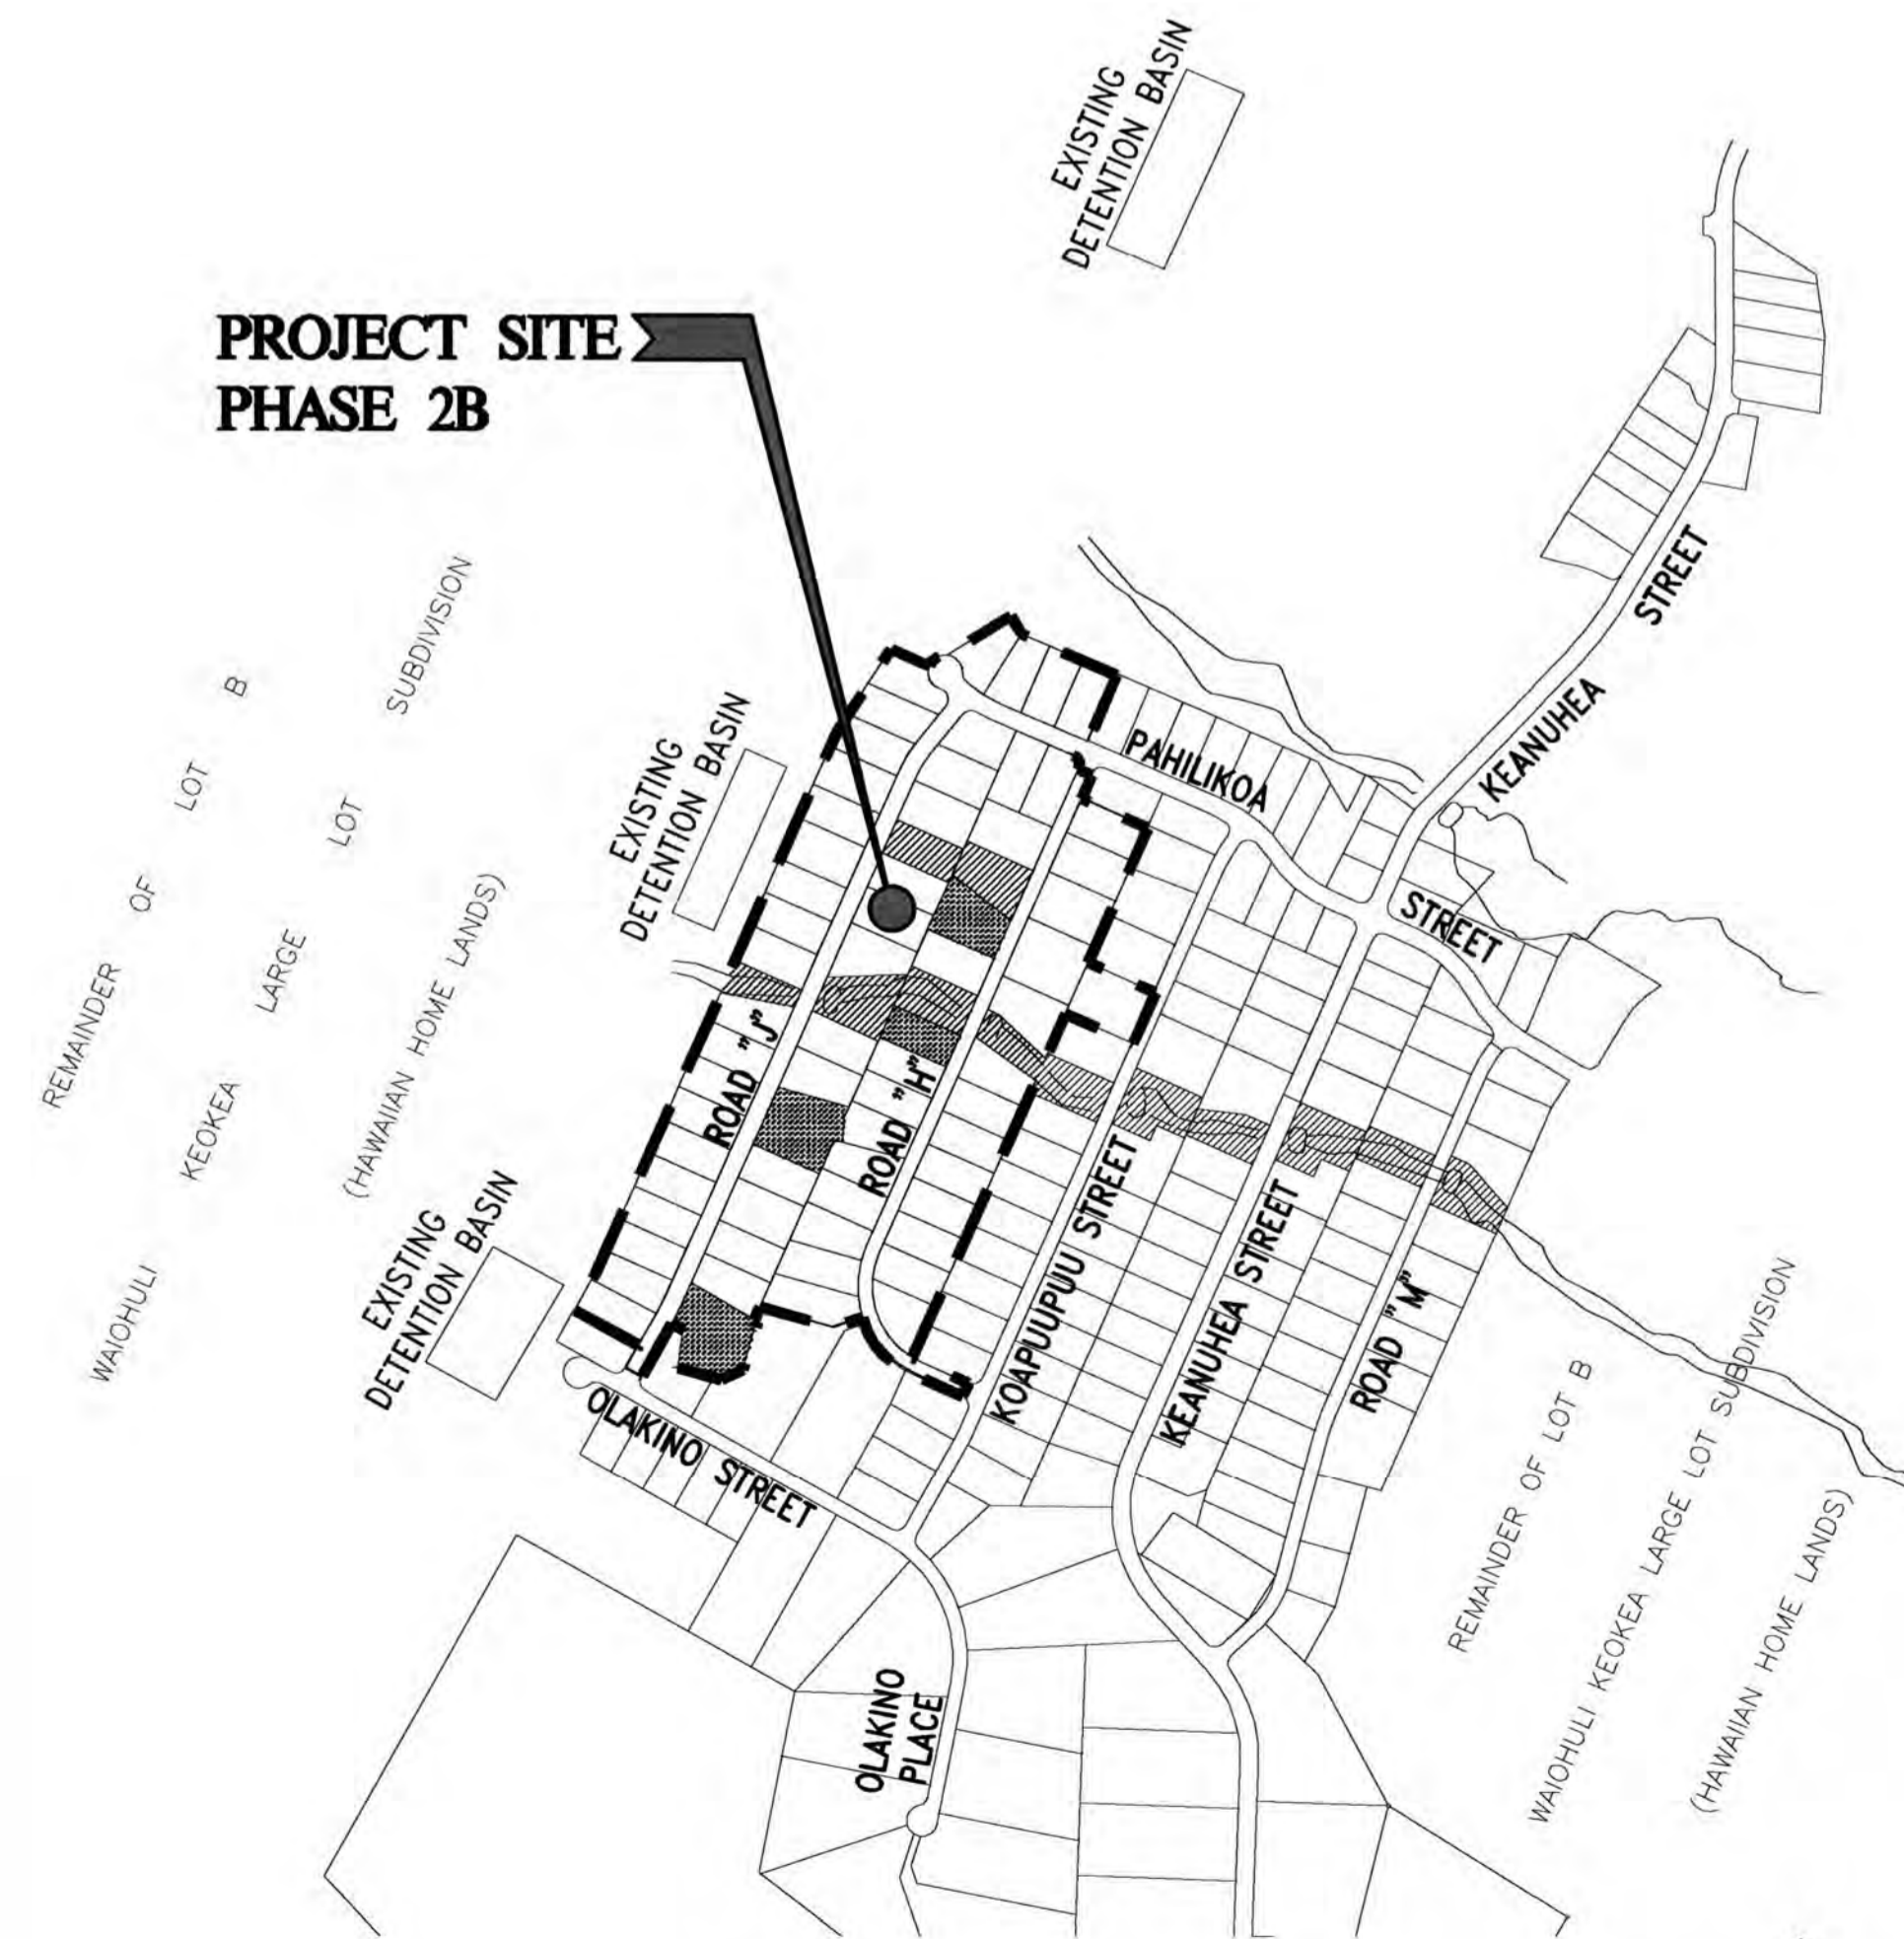 EXISTING
DETENTION BASIN
PROJECT SITE
PHASE 2B
KEANUHEA STREET
EXISTING
DETENTION BASIN
PAHILIKOA STREET
REMAINDER OF LOT B
WAIOHULI KEOKEA LARGE LOT SUBDIVISION
(HAWAIIAN HOME LANDS)
ROAD "J"
ROAD "H"
EXISTING
DETENTION BASIN
KOAPUUPUU STREET
KEANUHEA STREET
ROAD "M"
OLAKINO STREET
OLAKINO
PLACE
REMAINDER OF LOT B
WAIOHULI KEOKEA LARGE LOT SUBDIVISION
(HAWAIIAN HOME LANDS)